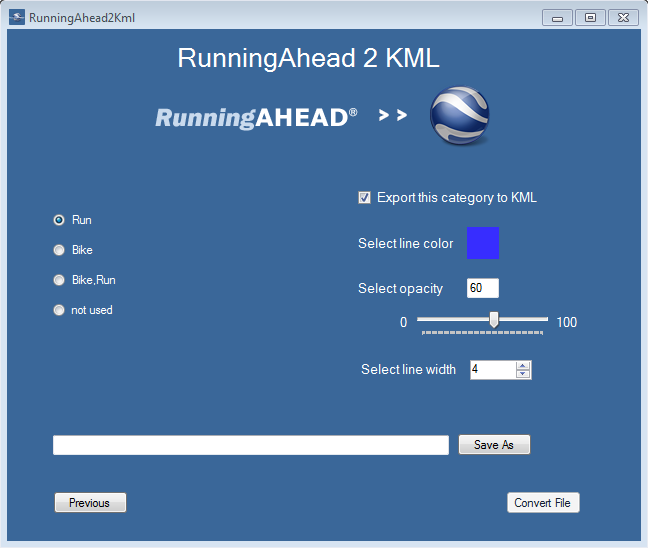 RunningAhead2Kml
RunningAhead 2 KML
RunningAHEAD® > >
Run
Bike
Bike,Run
not used
Export this category to KML
Select line color
Select opacity 60
0 100
Select line width 4
Save As
Previous
Convert File